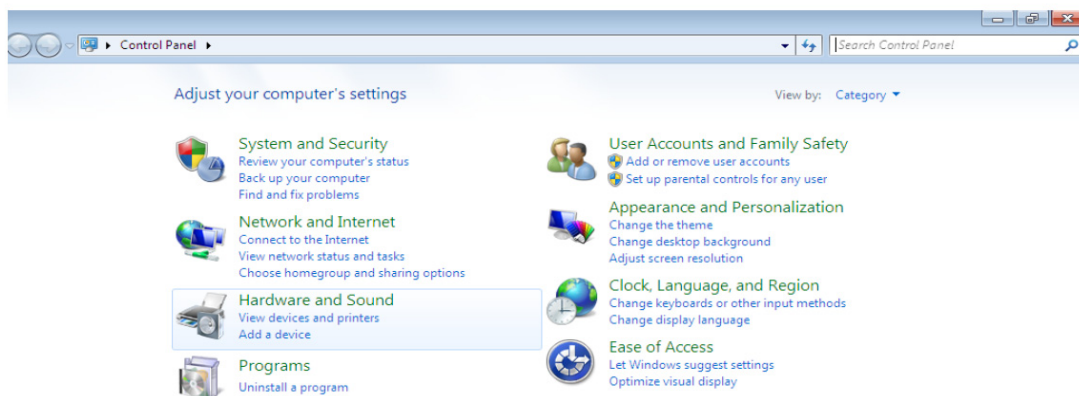 Control Panel
Search Control Panel
Adjust your computer's settings
View by: Category
System and Security
Review your computer's status
Back up your computer
Find and fix problems
Network and Internet
Connect to the Internet
View network status and tasks
Choose homegroup and sharing options
Hardware and Sound
View devices and printers
Add a device
Programs
Uninstall a program
User Accounts and Family Safety
Add or remove user accounts
Set up parental controls for any user
Appearance and Personalization
Change the theme
Change desktop background
Adjust screen resolution
Clock, Language, and Region
Change keyboards or other input methods
Change display language
Ease of Access
Let Windows suggest settings
Optimize visual display